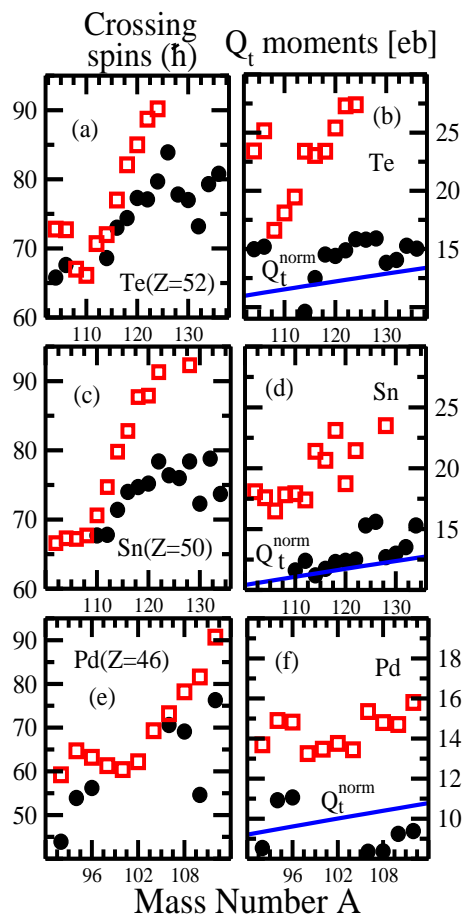 Crossing
spins (ħ)
Q_t moments [eb]
90
80
70
60
(a)
Te(Z=52)
110 120 130
(b)
Te
Q_t^norm
25
20
15
110 120 130
90
80
70
60
(c)
Sn(Z=50)
110 120 130
(d)
Sn
Q_t^norm
25
20
15
110 120 130
90
80
70
60
50
Pd(Z=46)
(e)
96 102 108
(f)
Pd
Q_t^norm
18
16
14
12
10
96 102 108
Mass Number A